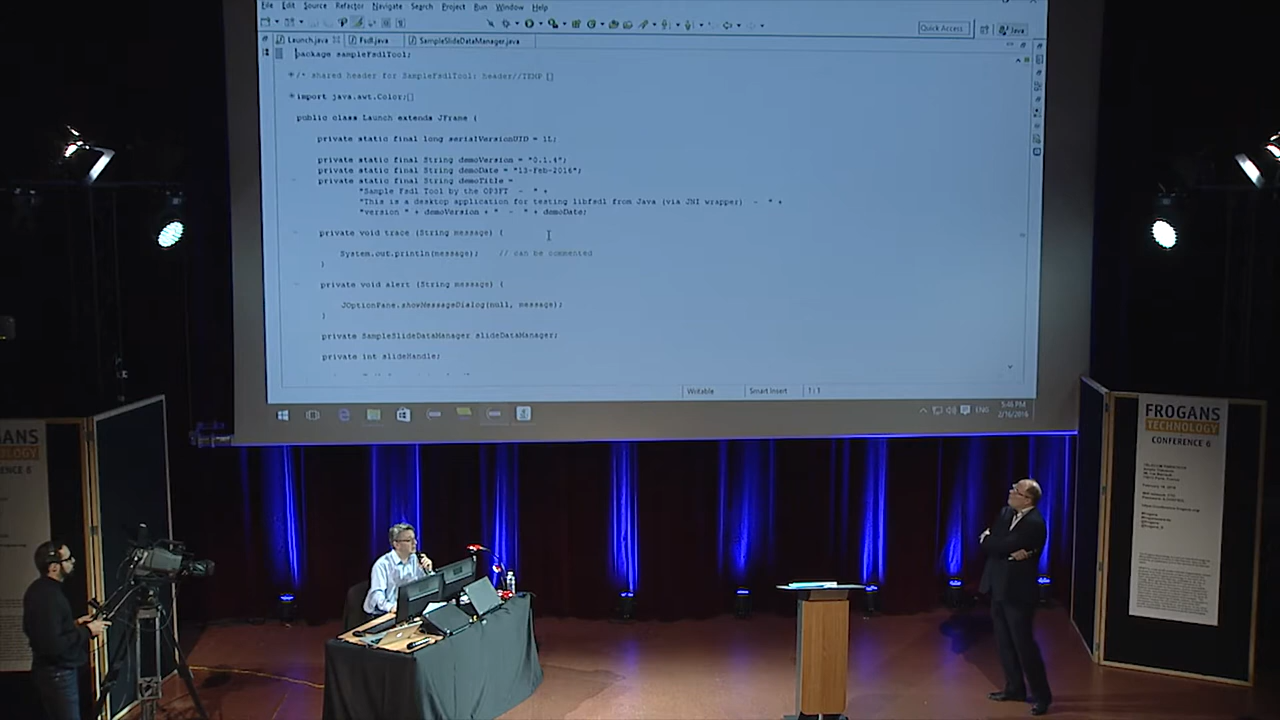 File Edit Source Refactor Navigate Search Project Run Window Help
Quick Access
Java
Launch.java Fsdl.java SampleSlideDataManager.java
package sampleFsdlTool;
/* shared header for SampleFsdlTool: header//TEMP
import java.awt.Color;
public class Launch extends JFrame {
private static final long serialVersionUID = 1L;
private static final String demoVersion = "0.1.4";
private static final String demoDate = "13-Feb-2016";
private static final String demoTitle =
"Sample Fsdl Tool by the OP3FT - " +
"This is a desktop application for testing libfsdl from Java (via JNI wrapper) - " +
"version " + demoVersion + " - " + demoDate;
private void trace (String message) {
System.out.println(message); // can be commented
}
private void alert (String message) {
JOptionPane.showMessageDialog(null, message);
}
private SampleSlideDataManager slideDataManager;
private int slideHandle;
Writable Smart Insert 1 : 1
ENG
5:46 PM
2/16/2016
FROGANS
TECHNOLOGY
CONFERENCE 6